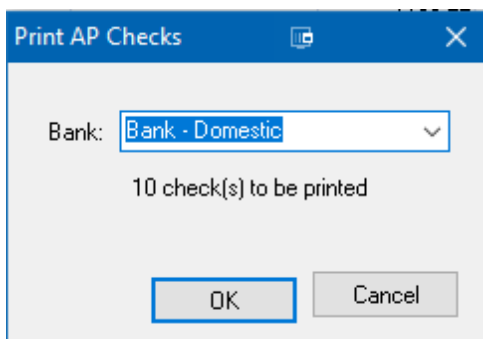 Print AP Checks
Bank: Bank - Domestic
10 check(s) to be printed
OK Cancel